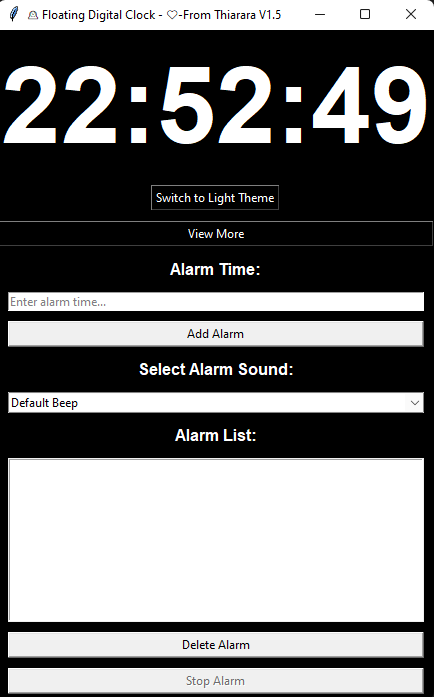 Floating Digital Clock - ♡-From Thiarara V1.5
22:52:49
Switch to Light Theme
View More
Alarm Time:
Enter alarm time...
Add Alarm
Select Alarm Sound:
Default Beep
Alarm List:
Delete Alarm
Stop Alarm